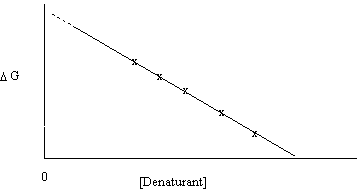 Δ G
0
[Denaturant]